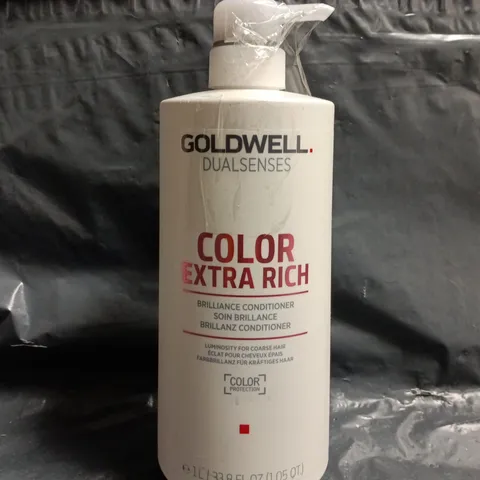 GOLDWELL.
DUALSENSES
COLOR
EXTRA RICH
BRILLIANCE CONDITIONER
SOIN BRILLANCE
BRILLANZ CONDITIONER
LUMINOSITY FOR COARSE HAIR
ÉCLAT POUR CHEVEUX ÉPAIS
FARBBRILLANZ FÜR KRÄFTIGES HAAR
COLOR
PROTECTION
e 1 L / 33.8 FL.OZ (1.05 QT.)